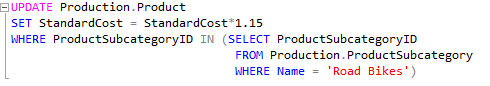 UPDATE Production.Product
SET StandardCost = StandardCost*1.15
WHERE ProductSubcategoryID IN (SELECT ProductSubcategoryID
FROM Production.ProductSubcategory
WHERE Name = 'Road Bikes')